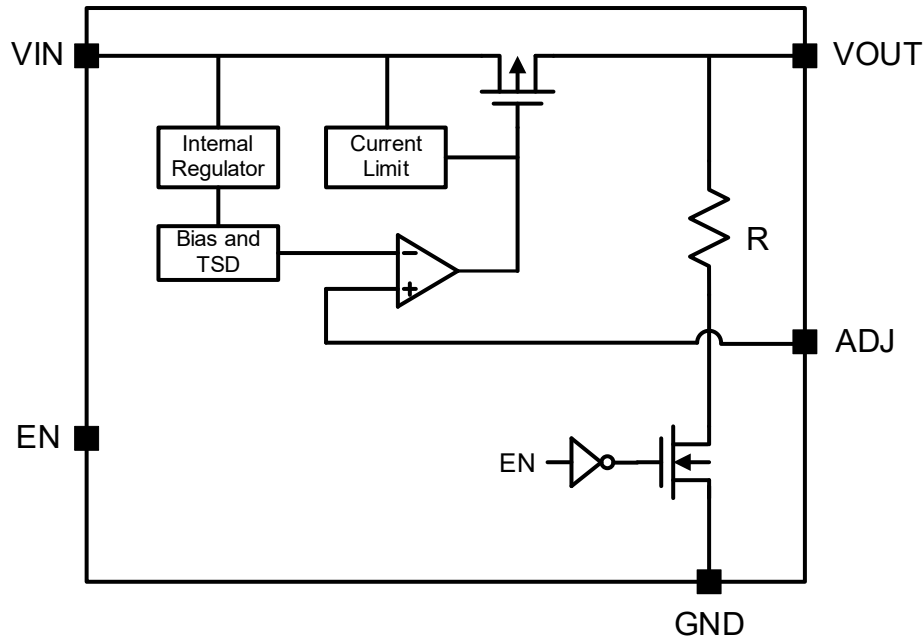 VIN
VOUT
Internal
Regulator
Current
Limit
Bias and
TSD
−
+
R
ADJ
EN
EN
GND